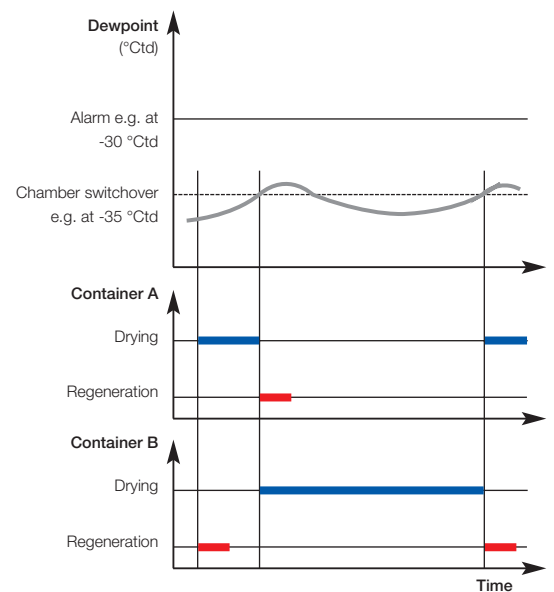 Dewpoint
(°Ctd)
Alarm e.g. at
-30 °Ctd
Chamber switchover
e.g. at -35 °Ctd
Container A
Drying
Regeneration
Container B
Drying
Regeneration
Time